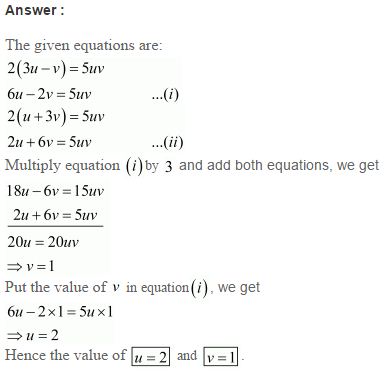 Answer :
The given equations are:
2(3u − v) = 5uv
6u − 2v = 5uv ...(i)
2(u + 3v) = 5uv
2u + 6v = 5uv ...(ii)
Multiply equation (i) by 3 and add both equations, we get
18u − 6v = 15uv
2u + 6v = 5uv
20u = 20uv
⇒ v = 1
Put the value of v in equation (i), we get
6u − 2×1 = 5u×1
⇒ u = 2
Hence the value of u = 2 and v = 1.